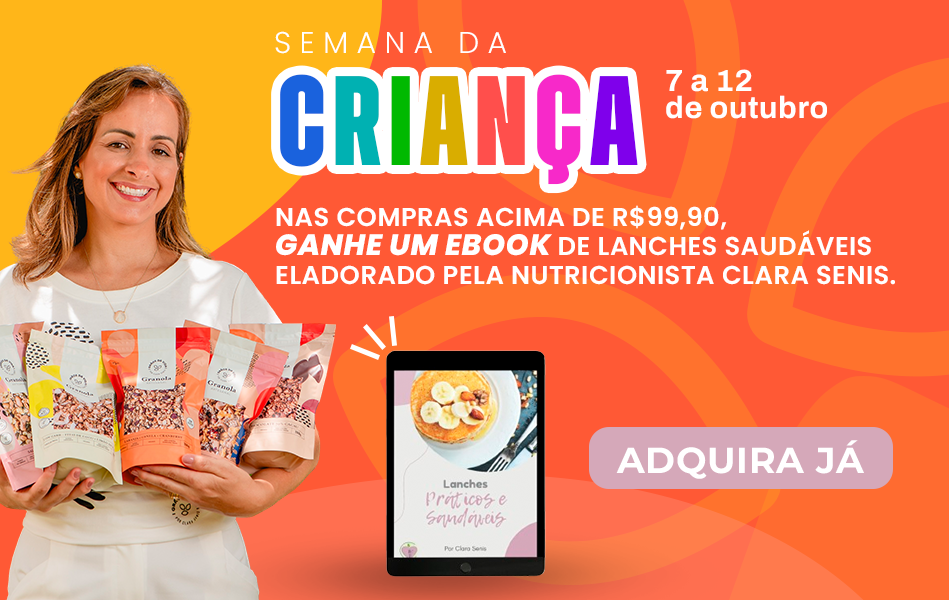 SEMANA DA
CRIANÇA
7 a 12
de outubro
NAS COMPRAS ACIMA DE R$99,90,
GANHE UM EBOOK DE LANCHES SAUDÁVEIS
ELADORADO PELA NUTRICIONISTA CLARA SENIS.
Granola
Granola
Lanches
Práticos e
Saudáveis
Por Clara Senis
ADQUIRA JÁ